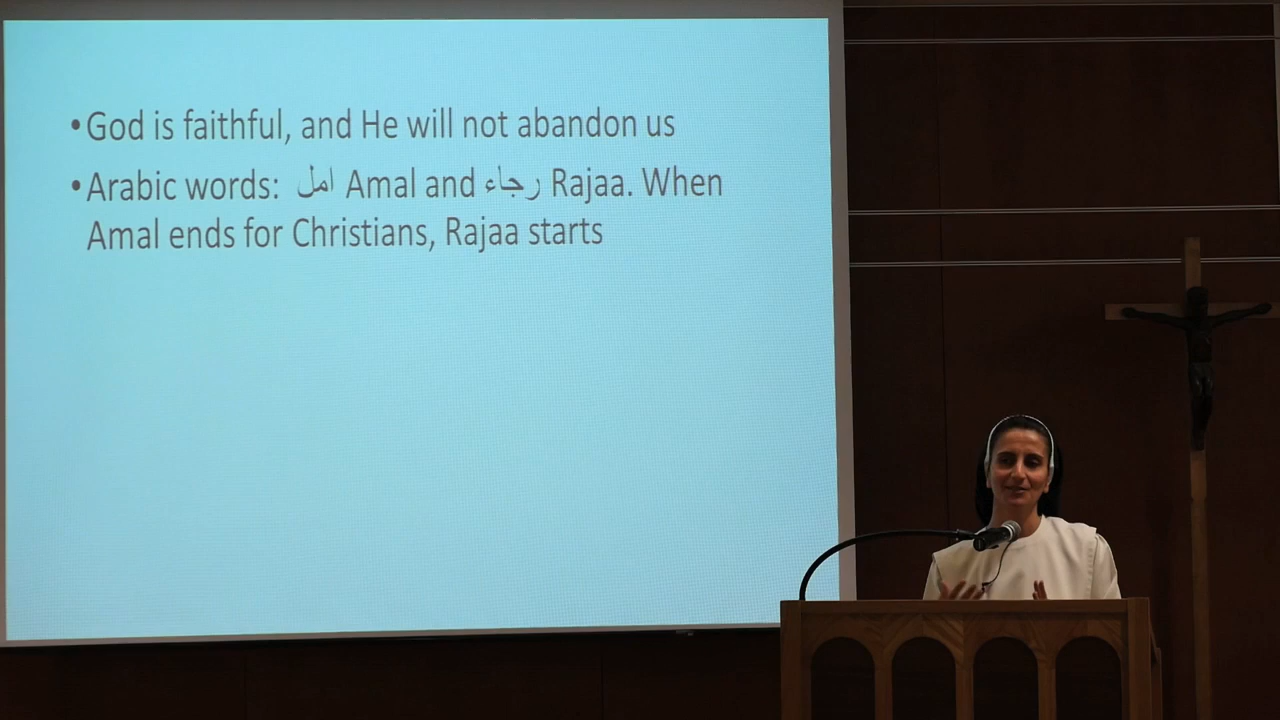 •God is faithful, and He will not abandon us
•Arabic words: امل Amal and رجاء Rajaa. When
Amal ends for Christians, Rajaa starts